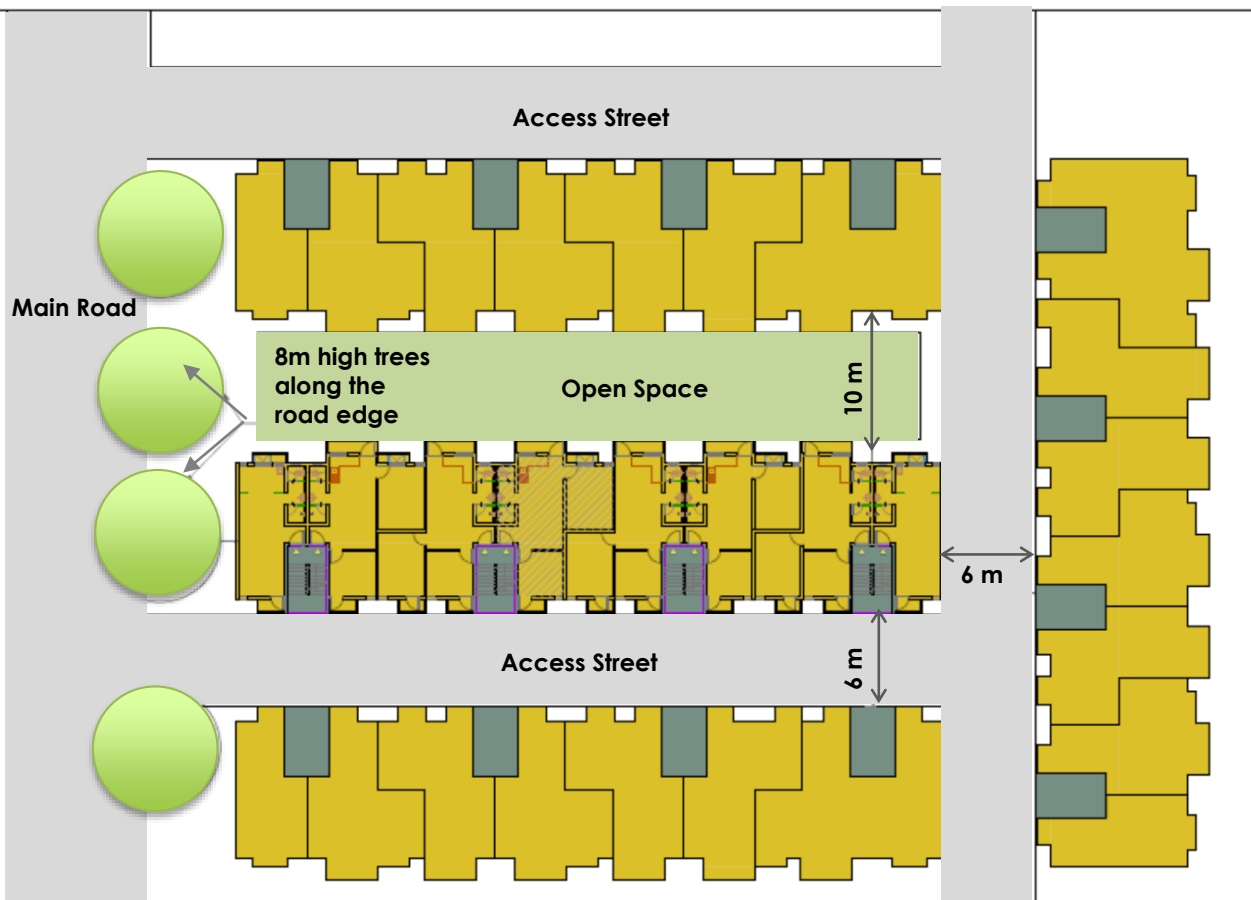 Access Street
Main Road
8m high trees
along the
road edge
Open Space
10 m
6 m
Access Street
6 m